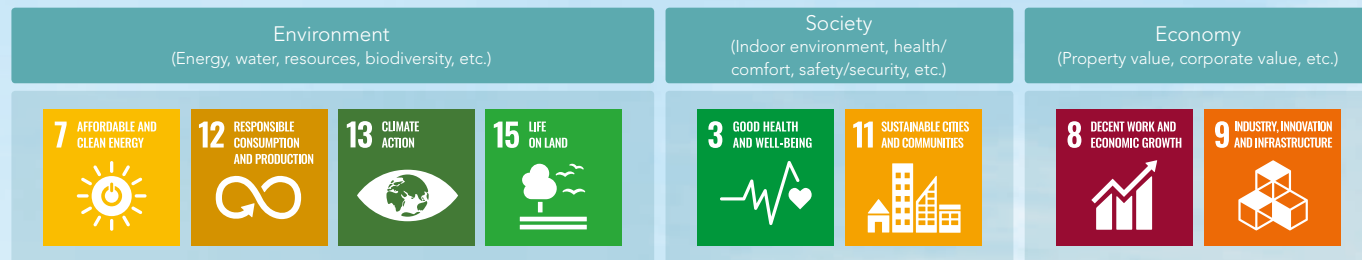 Environment
(Energy, water, resources, biodiversity, etc.)
Society
(Indoor environment, health/
comfort, safety/security, etc.)
Economy
(Property value, corporate value, etc.)
7 AFFORDABLE AND
CLEAN ENERGY
12 RESPONSIBLE
CONSUMPTION
AND PRODUCTION
13 CLIMATE
ACTION
15 LIFE
ON LAND
3 GOOD HEALTH
AND WELL-BEING
11 SUSTAINABLE CITIES
AND COMMUNITIES
8 DECENT WORK AND
ECONOMIC GROWTH
9 INDUSTRY, INNOVATION
AND INFRASTRUCTURE